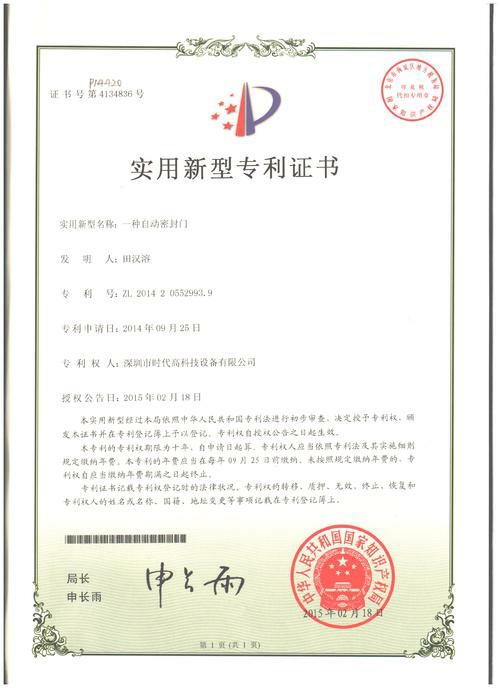 P14420
证书号第4134836号
印花税
代扣专用章
国家知识产权局
实用新型专利证书
实用新型名称：一种自动密封门
发明人：田汉溶
专利号：ZL 2014 2 0552993.9
专利申请日：2014年09月25日
专利权人：深圳市时代高科技设备有限公司
授权公告日：2015年02月18日
本实用新型经过本局依照中华人民共和国专利法进行初步审查，决定授予专利权，颁
发本证书并在专利登记簿上予以登记。专利权自授权公告之日起生效。
本专利的专利权期限为十年，自申请日起算。专利权人应当依照专利法及其实施细则
规定缴纳年费。本专利的年费应当在每年09月25日前缴纳。未按照规定缴纳年费的，专
利权自应当缴纳年费期满之日起终止。
专利证书记载专利权登记时的法律状况。专利权的转移、质押、无效、终止、恢复和
专利权人的姓名或名称、国籍、地址变更等事项记载在专利登记簿上。
局长
申长雨
申长雨
中华人民共和国国家知识产权局
2015年02月18日
第1页(共1页)